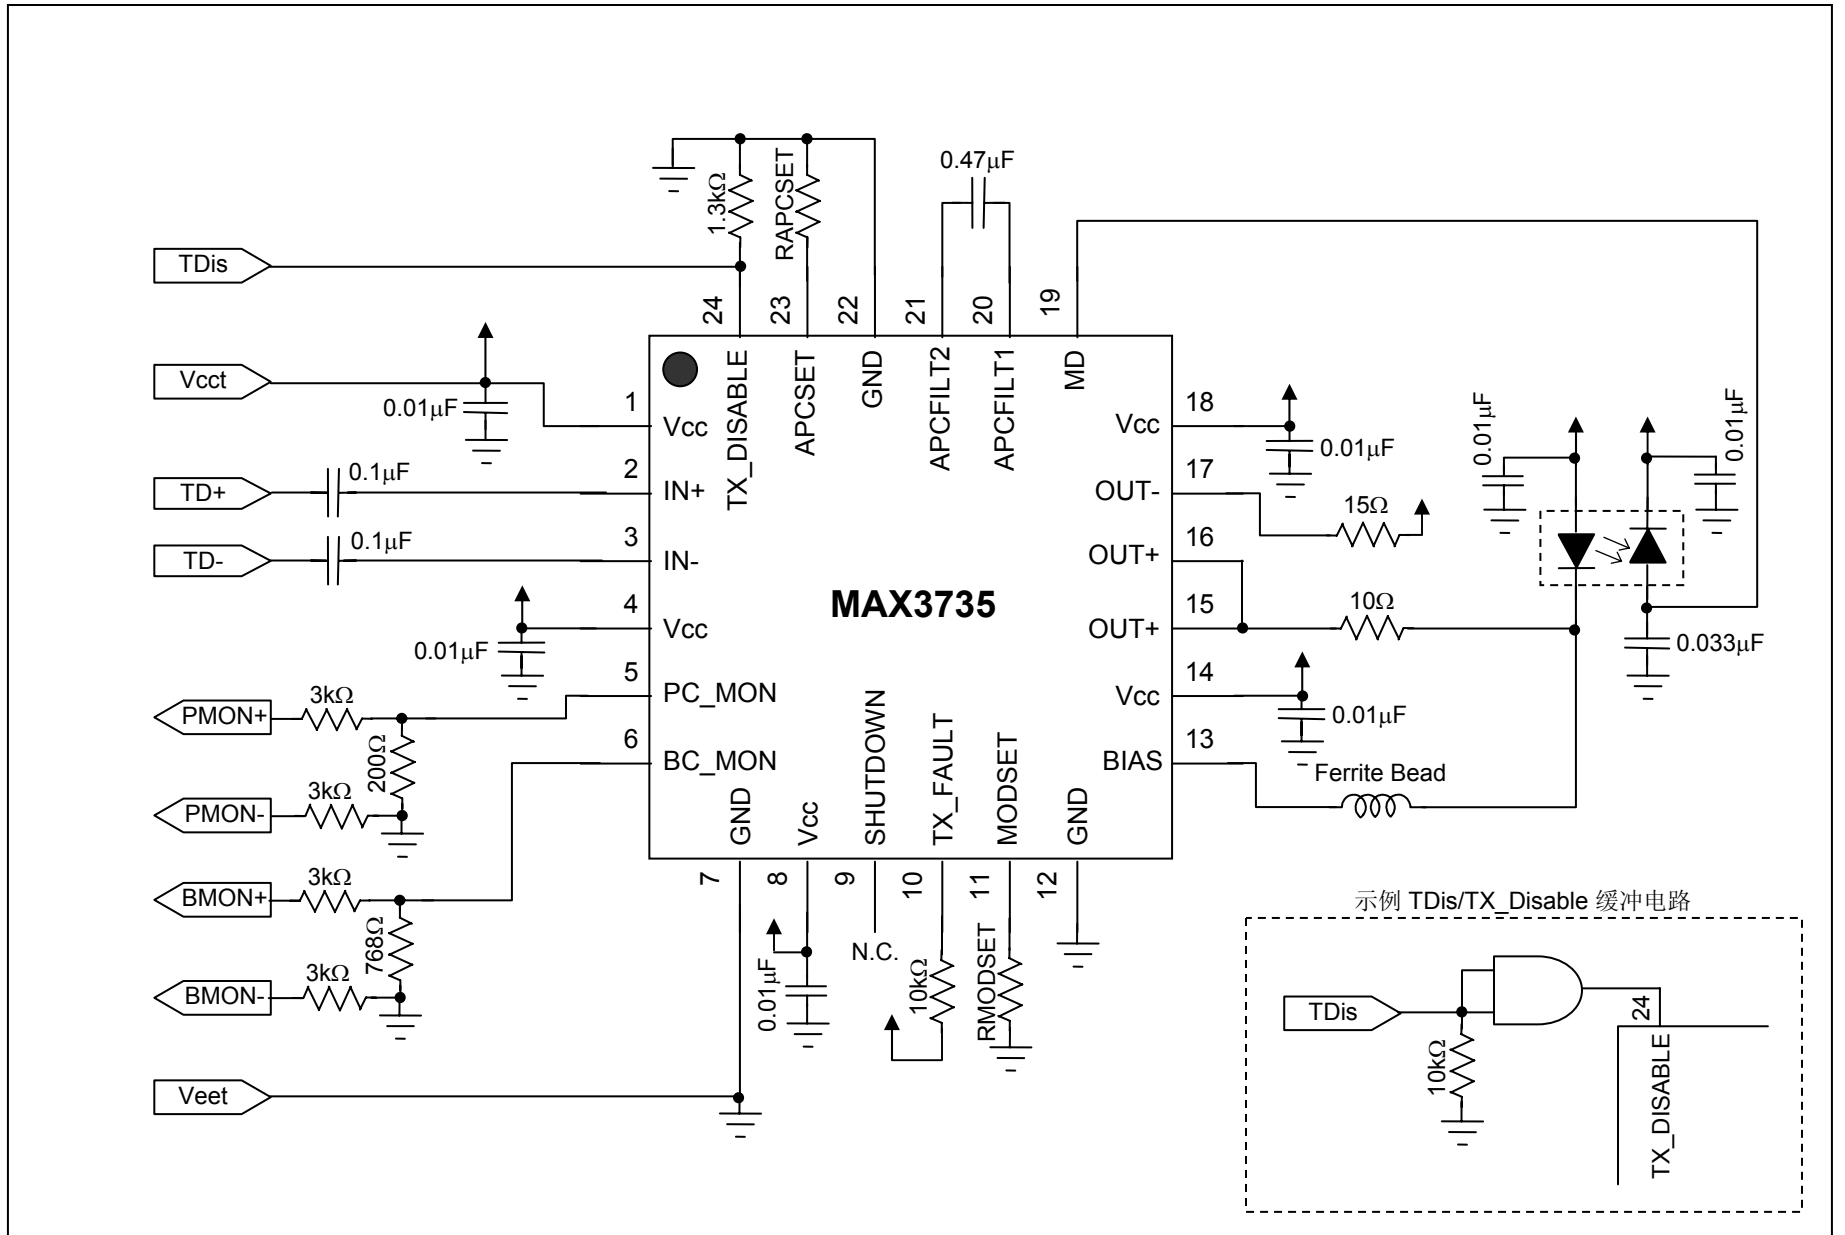 0.47μF
1.3kΩ
RAPCSET
TDis
24
23
22
21
20
19
Vcct
0.01μF
1
Vcc
TX_DISABLE
APCSET
GND
APCFILT2
APCFILT1
MD
18
Vcc
0.01μF
0.01μF
0.01μF
TD+
0.1μF
2
IN+
17
OUT-
15Ω
TD-
0.1μF
3
IN-
16
OUT+
MAX3735
4
Vcc
0.01μF
15
OUT+
10Ω
0.033μF
5
PC_MON
14
Vcc
0.01μF
PMON+
3kΩ
200Ω
PMON-
3kΩ
6
BC_MON
13
BIAS
Ferrite Bead
GND
Vcc
SHUTDOWN
TX_FAULT
MODSET
GND
7
8
9
10
11
12
BMON+
3kΩ
768Ω
BMON-
3kΩ
0.01μF
N.C.
10kΩ
RMODSET
Veet
示例 TDis/TX_Disable 缓冲电路
TDis
10kΩ
24
TX_DISABLE